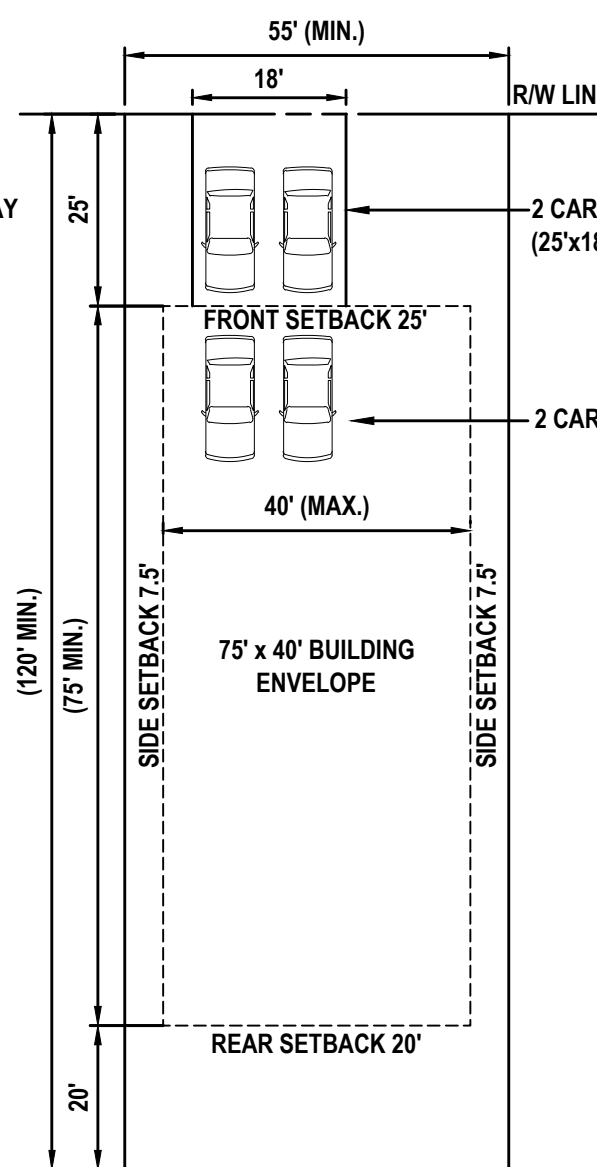 55' (MIN.)
18'
R/W LIN
AY
25'
2 CAR
(25'x18
FRONT SETBACK 25'
2 CAR
40' (MAX.)
(120' MIN.)
(75' MIN.)
SIDE SETBACK 7.5'
75' x 40' BUILDING
ENVELOPE
SIDE SETBACK 7.5'
REAR SETBACK 20'
20'